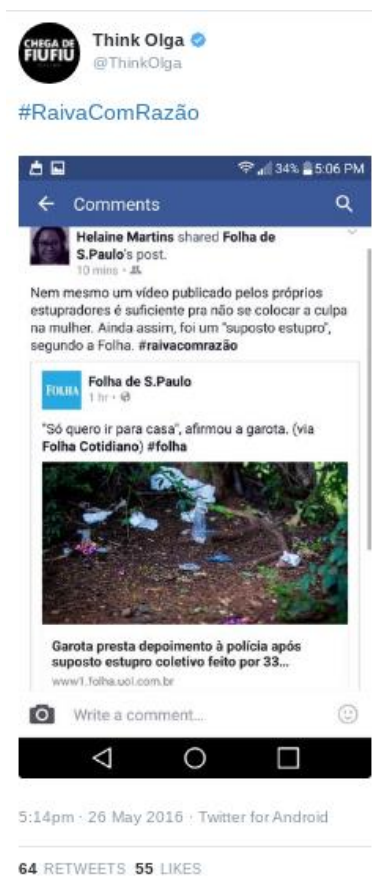 CHEGA DE
FIUFIU
Think Olga
@ThinkOlga
#RaivaComRazão
34% 5:06 PM
Comments
Helaine Martins shared Folha de
S.Paulo's post.
10 mins
Nem mesmo um vídeo publicado pelos próprios
estupradores é suficiente pra não se colocar a culpa
na mulher. Ainda assim, foi um "suposto estupro",
segundo a Folha. #raivacomrazão
FOLHA
Folha de S.Paulo
1 hr
"Só quero ir para casa", afirmou a garota. (via
Folha Cotidiano) #folha
Garota presta depoimento à polícia após
suposto estupro coletivo feito por 33...
www1.folha.uol.com.br
Write a comment...
5:14pm · 26 May 2016 · Twitter for Android
64 RETWEETS 55 LIKES